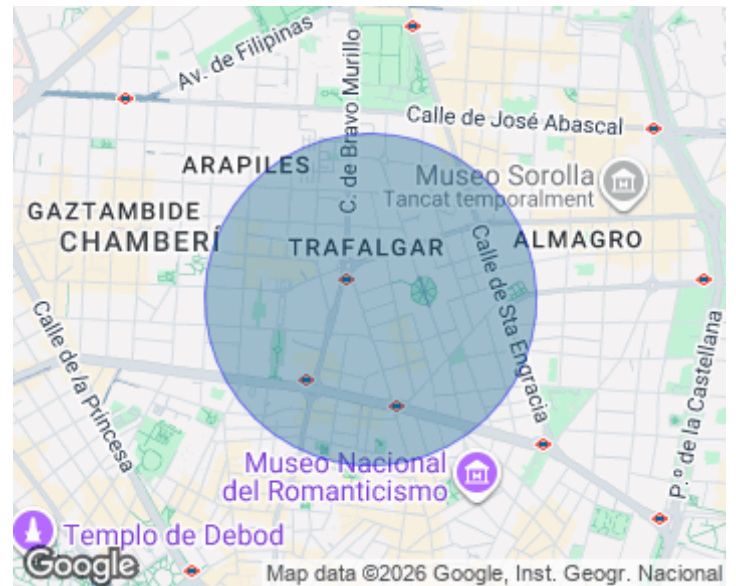 Av. de Filipinas
C. de Bravo Murillo
Calle de José Abascal
ARAPILES
Museo Sorolla
Tancat temporalment
GAZTAMBIDE
CHAMBERÍ
TRAFALGAR
ALMAGRO
Calle de Sta Engracia
Calle de la Princesa
P.º de la Castellana
Museo Nacional
del Romanticismo
Templo de Debod
Google
Map data ©2026 Google, Inst. Geogr. Nacional